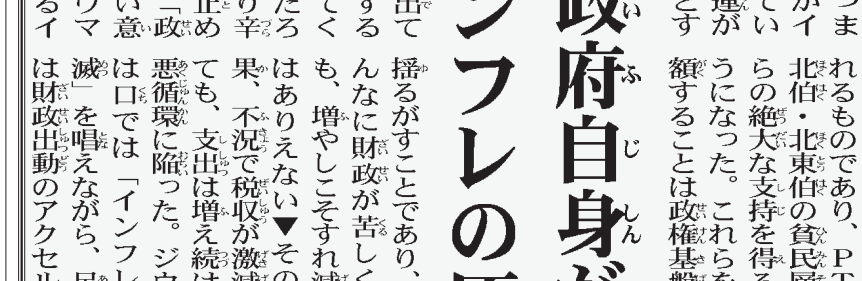 つま
がイ
てい
運が
とす
れるものであり、PT
北伯・北東伯の貧民層
らの絶大な支持を得る
うになった。これらを
額することは政権基盤
政府自身が
ンフレの
出て
する
てく
だろ
り辛
止め
「政
い意
ウマ
るイ
揺るがすことであり、
んなに財政が苦しく
も、増やしこそすれ減
はありえない▼その
果、不況で税収が激減
ても、支出は増え続け
悪循環に陥った。ジウ
は口では「インフレ
滅」を唱えながら、足
は財政出動のアクセル